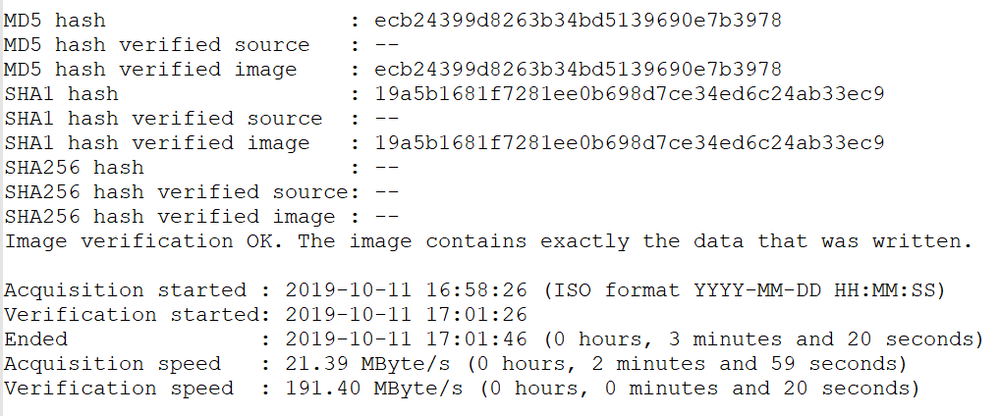 MD5 hash                   : ecb24399d8263b34bd5139690e7b3978
MD5 hash verified source   : --
MD5 hash verified image    : ecb24399d8263b34bd5139690e7b3978
SHA1 hash                  : 19a5b1681f7281ee0b698d7ce34ed6c24ab33ec9
SHA1 hash verified source  : --
SHA1 hash verified image   : 19a5b1681f7281ee0b698d7ce34ed6c24ab33ec9
SHA256 hash                : --
SHA256 hash verified source: --
SHA256 hash verified image : --
Image verification OK. The image contains exactly the data that was written.

Acquisition started : 2019-10-11 16:58:26 (ISO format YYYY-MM-DD HH:MM:SS)
Verification started: 2019-10-11 17:01:26
Ended               : 2019-10-11 17:01:46 (0 hours, 3 minutes and 20 seconds)
Acquisition speed   : 21.39 MByte/s (0 hours, 2 minutes and 59 seconds)
Verification speed  : 191.40 MByte/s (0 hours, 0 minutes and 20 seconds)